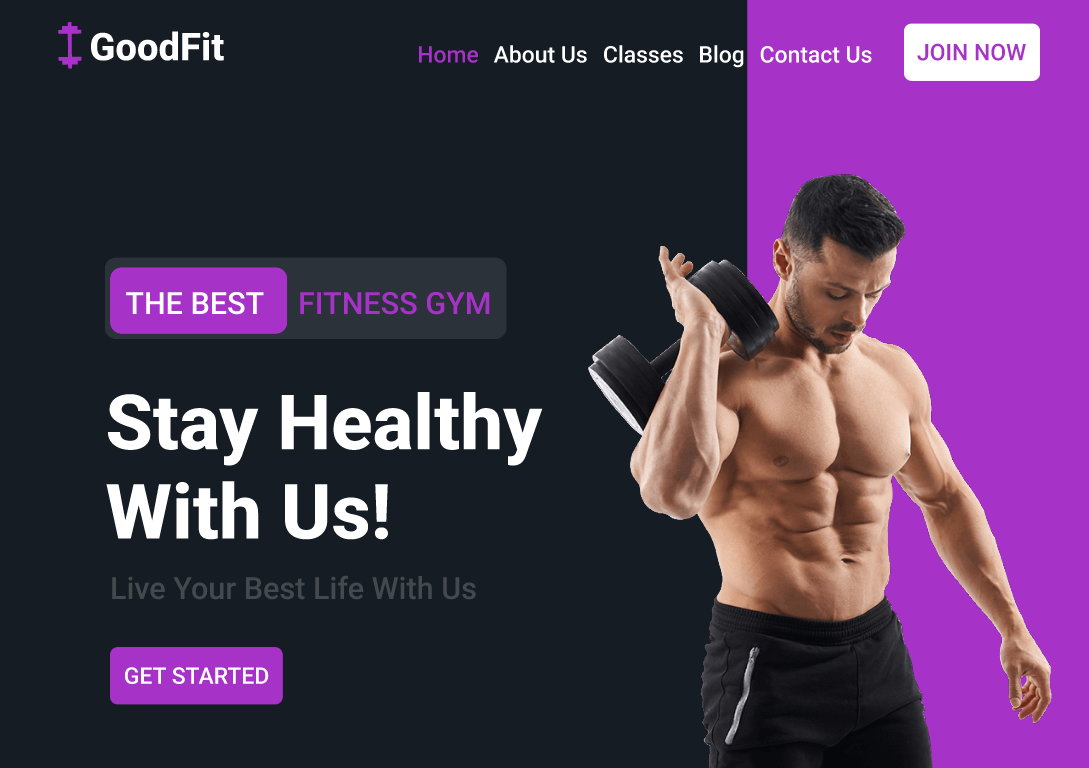 GoodFit
Home About Us Classes Blog Contact Us JOIN NOW
THE BEST FITNESS GYM
Stay Healthy
With Us!
Live Your Best Life With Us
GET STARTED